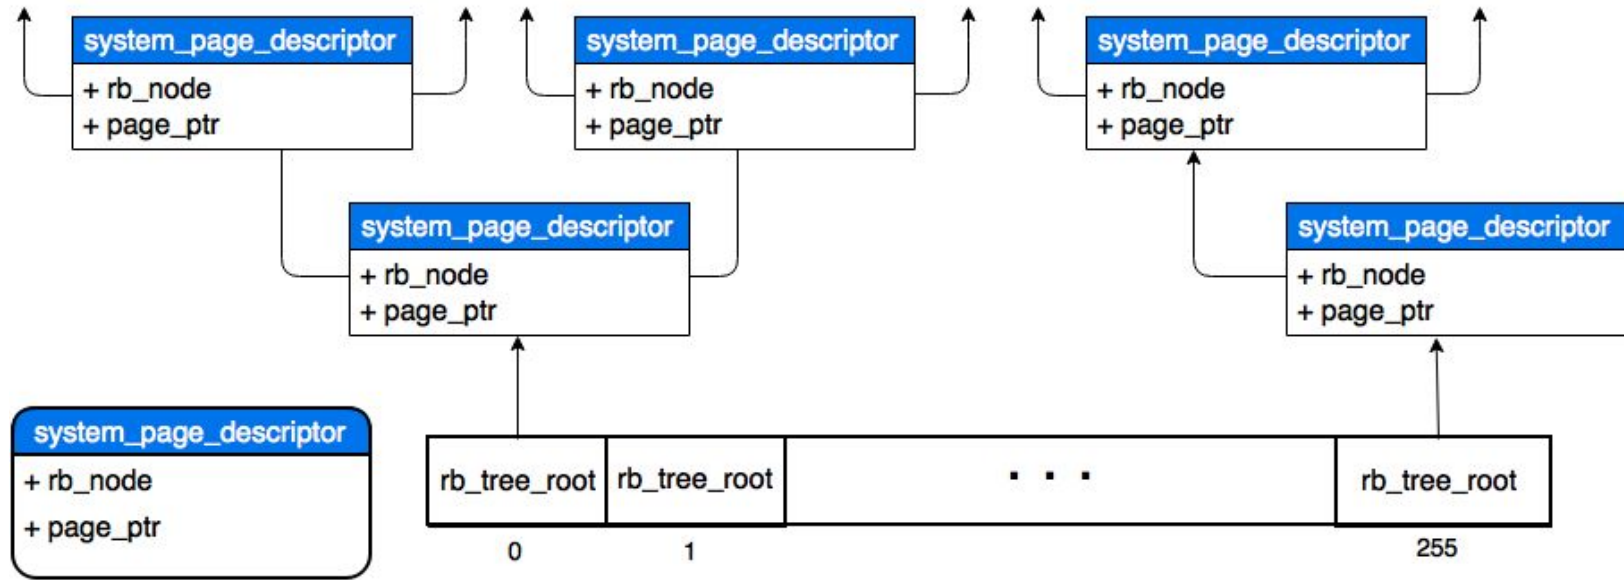 system_page_descriptor
+ rb_node
+ page_ptr
system_page_descriptor
+ rb_node
+ page_ptr
system_page_descriptor
+ rb_node
+ page_ptr
system_page_descriptor
+ rb_node
+ page_ptr
system_page_descriptor
+ rb_node
+ page_ptr
system_page_descriptor
+ rb_node
+ page_ptr
rb_tree_root rb_tree_root . . . rb_tree_root
0 1 255